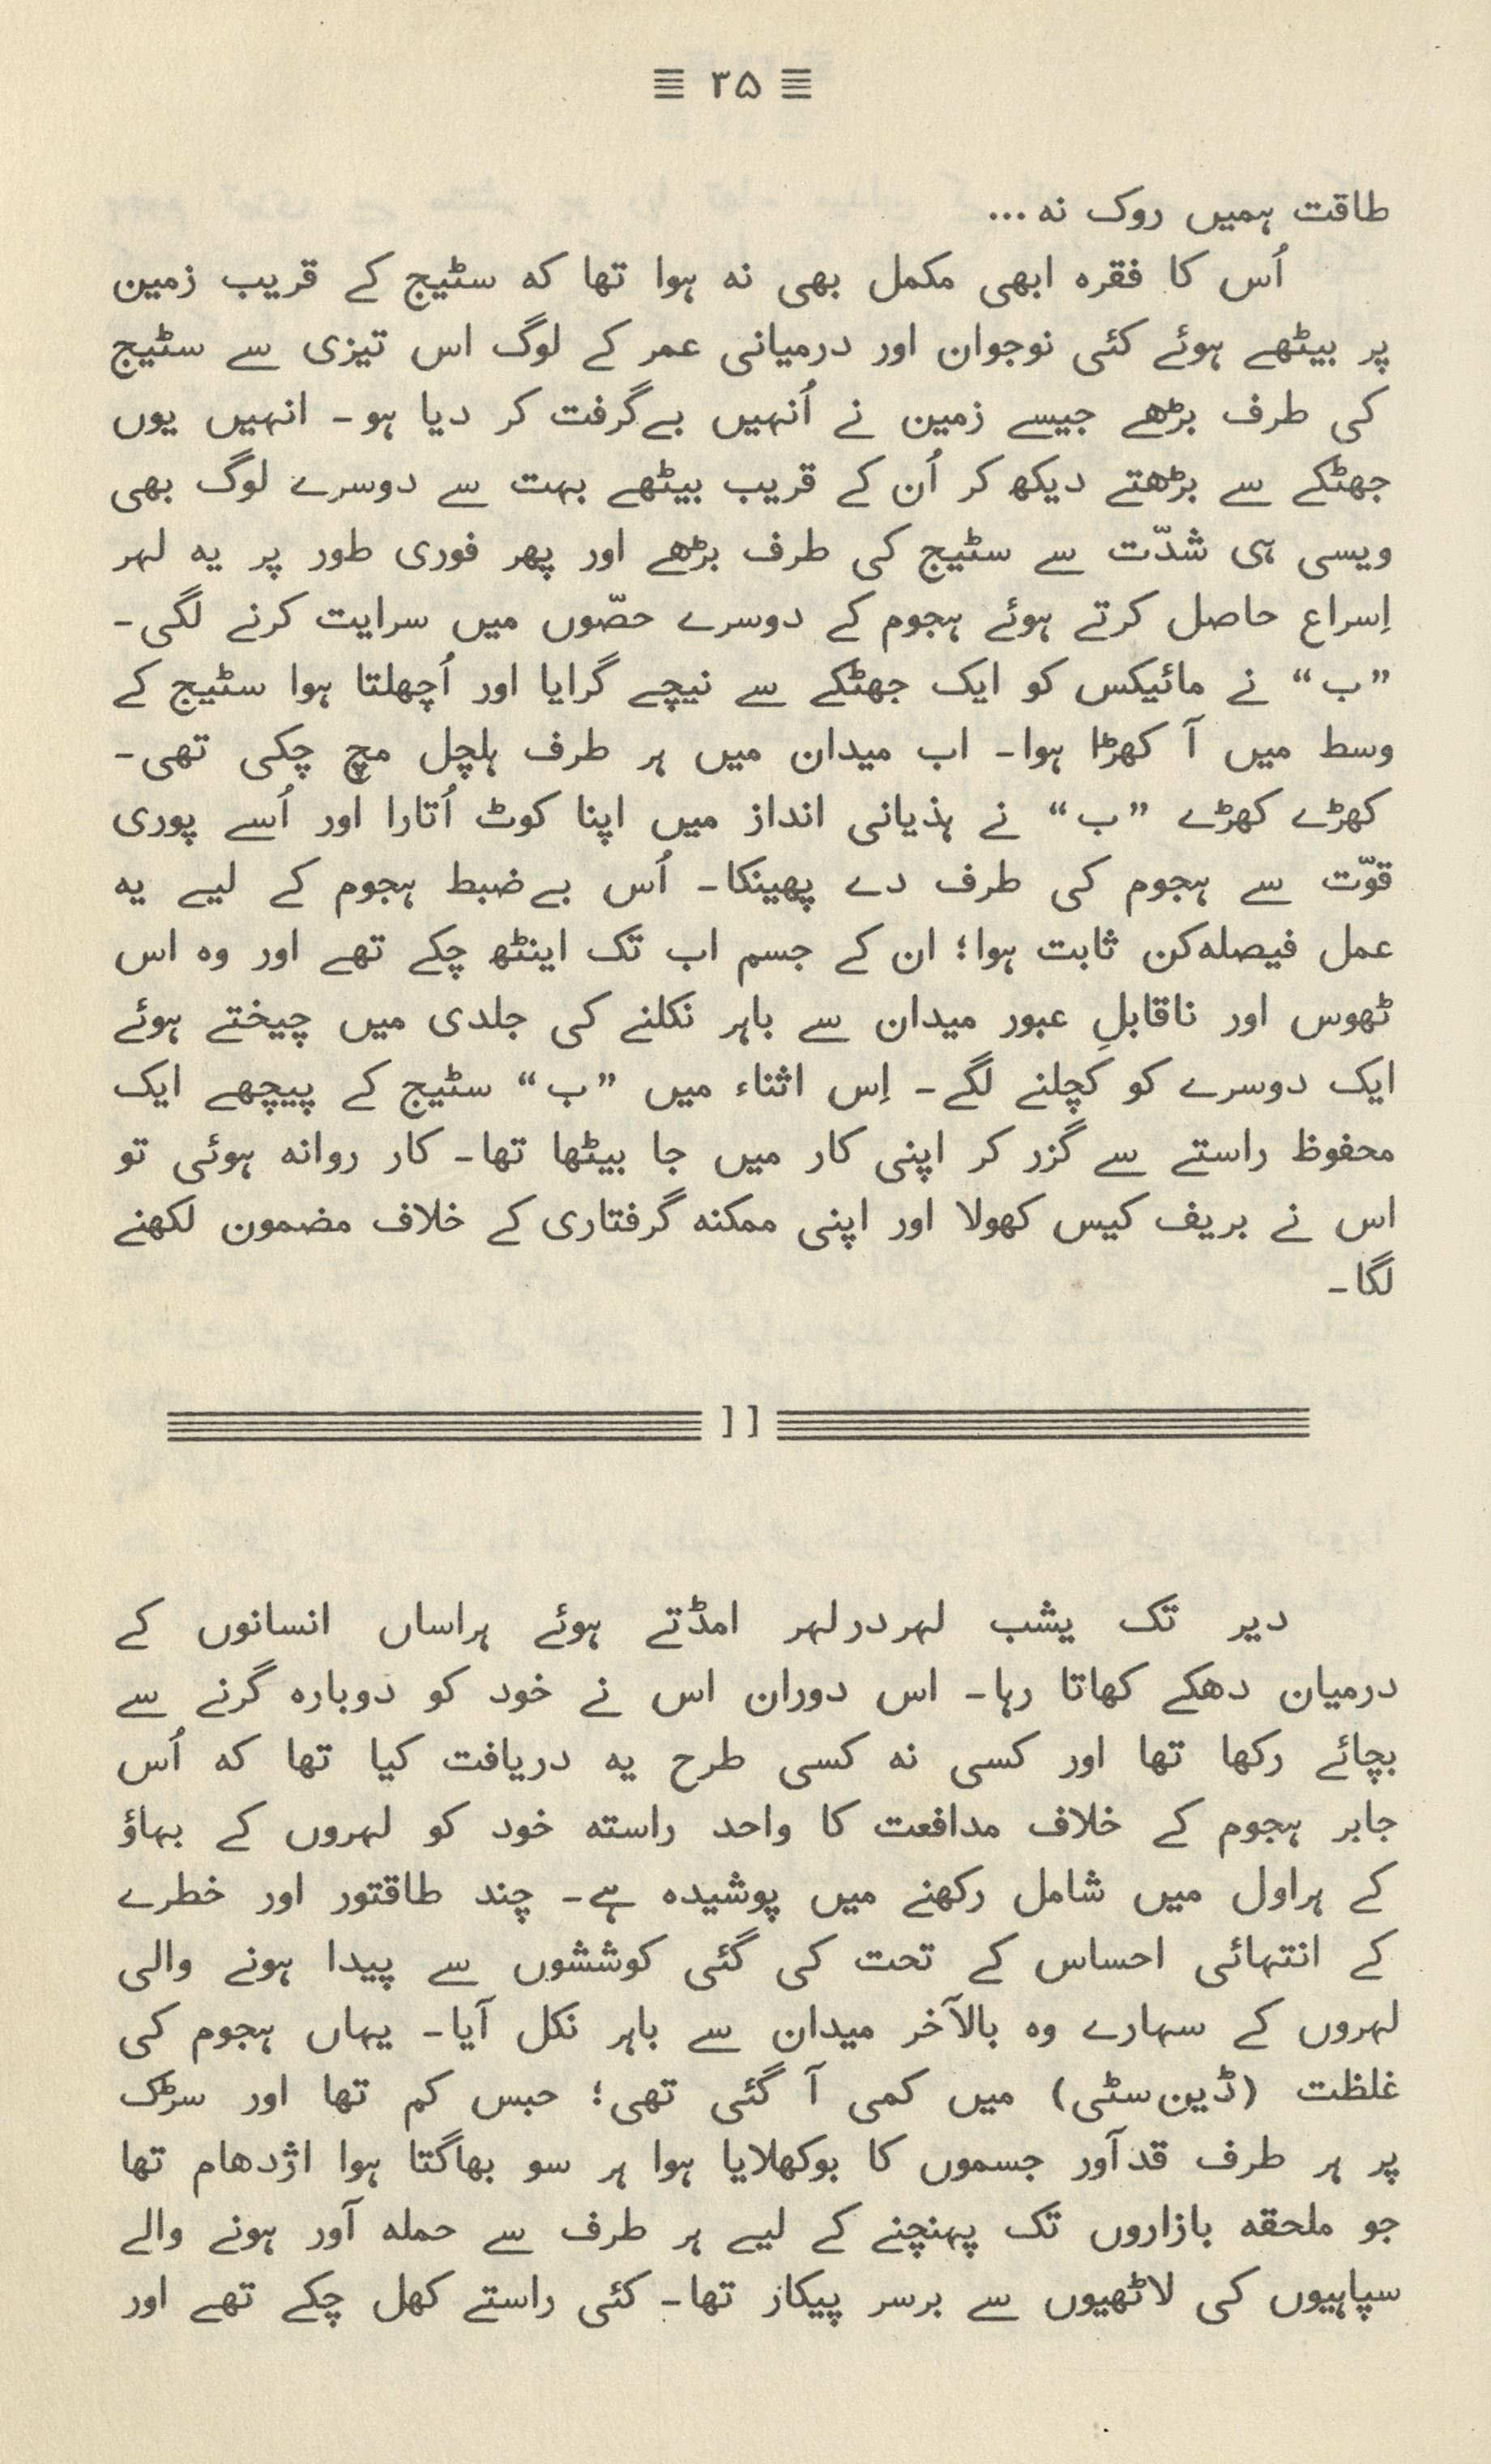 ۳۵
طاقت ہمیں روک نہ ...
اُس کا فقرہ ابھی مکمل بھی نہ ہوا تھا کہ سٹیج کے قریب زمین
پر بیٹھے ہوئے کئی نوجوان اور درمیانی عمر کے لوگ اس تیزی سے سٹیج
کی طرف بڑھے جیسے زمین نے اُنہیں بےگرفت کر دیا ہو۔ انہیں یوں
جھٹکے سے بڑھتے دیکھ کر اُن کے قریب بیٹھے بہت سے دوسرے لوگ بھی
ویسی ہی شدّت سے سٹیج کی طرف بڑھے اور پھر فوری طور پر یہ لہر
اِسراع حاصل کرتے ہوئے ہجوم کے دوسرے حصّوں میں سرایت کرنے لگی۔
”ب“ نے مائیکس کو ایک جھٹکے سے نیچے گرایا اور اُچھلتا ہوا سٹیج کے
وسط میں آ کھڑا ہوا۔ اب میدان میں ہر طرف ہلچل مچ چکی تھی۔
کھڑے کھڑے ”ب“ نے ہذیانی انداز میں اپنا کوٹ اُتارا اور اُسے پوری
قوّت سے ہجوم کی طرف دے پھینکا۔ اُس بےضبط ہجوم کے لیے یہ
عمل فیصلہ‌کن ثابت ہوا؛ ان کے جسم اب تک اینٹھ چکے تھے اور وہ اس
ٹھوس اور ناقابلِ عبور میدان سے باہر نکلنے کی جلدی میں چیختے ہوئے
ایک دوسرے کو کچلنے لگے۔ اِس اثناء میں ”ب“ سٹیج کے پیچھے ایک
محفوظ راستے سے گزر کر اپنی کار میں جا بیٹھا تھا۔ کار روانہ ہوئی تو
اس نے بریف کیس کھولا اور اپنی ممکنہ گرفتاری کے خلاف مضمون لکھنے
لگا۔
] [
دیر تک یشب لہردرلہر امڈتے ہوئے ہراساں انسانوں کے
درمیان دھکے کھاتا رہا۔ اس دوران اس نے خود کو دوبارہ گرنے سے
بچائے رکھا تھا اور کسی نہ کسی طرح یہ دریافت کیا تھا کہ اُس
جابر ہجوم کے خلاف مدافعت کا واحد راستہ خود کو لہروں کے بہاؤ
کے ہراول میں شامل رکھنے میں پوشیدہ ہے۔ چند طاقتور اور خطرے
کے انتہائی احساس کے تحت کی گئی کوششوں سے پیدا ہونے والی
لہروں کے سہارے وہ بالآخر میدان سے باہر نکل آیا۔ یہاں ہجوم کی
غلظت (ڈین‌سٹی) میں کمی آ گئی تھی؛ حبس کم تھا اور سڑک
پر ہر طرف قدآور جسموں کا بوکھلایا ہوا ہر سو بھاگتا ہوا اژدھام تھا
جو ملحقہ بازاروں تک پہنچنے کے لیے ہر طرف سے حملہ آور ہونے والے
سپاہیوں کی لاٹھیوں سے برسر پیکار تھا۔ کئی راستے کھل چکے تھے اور